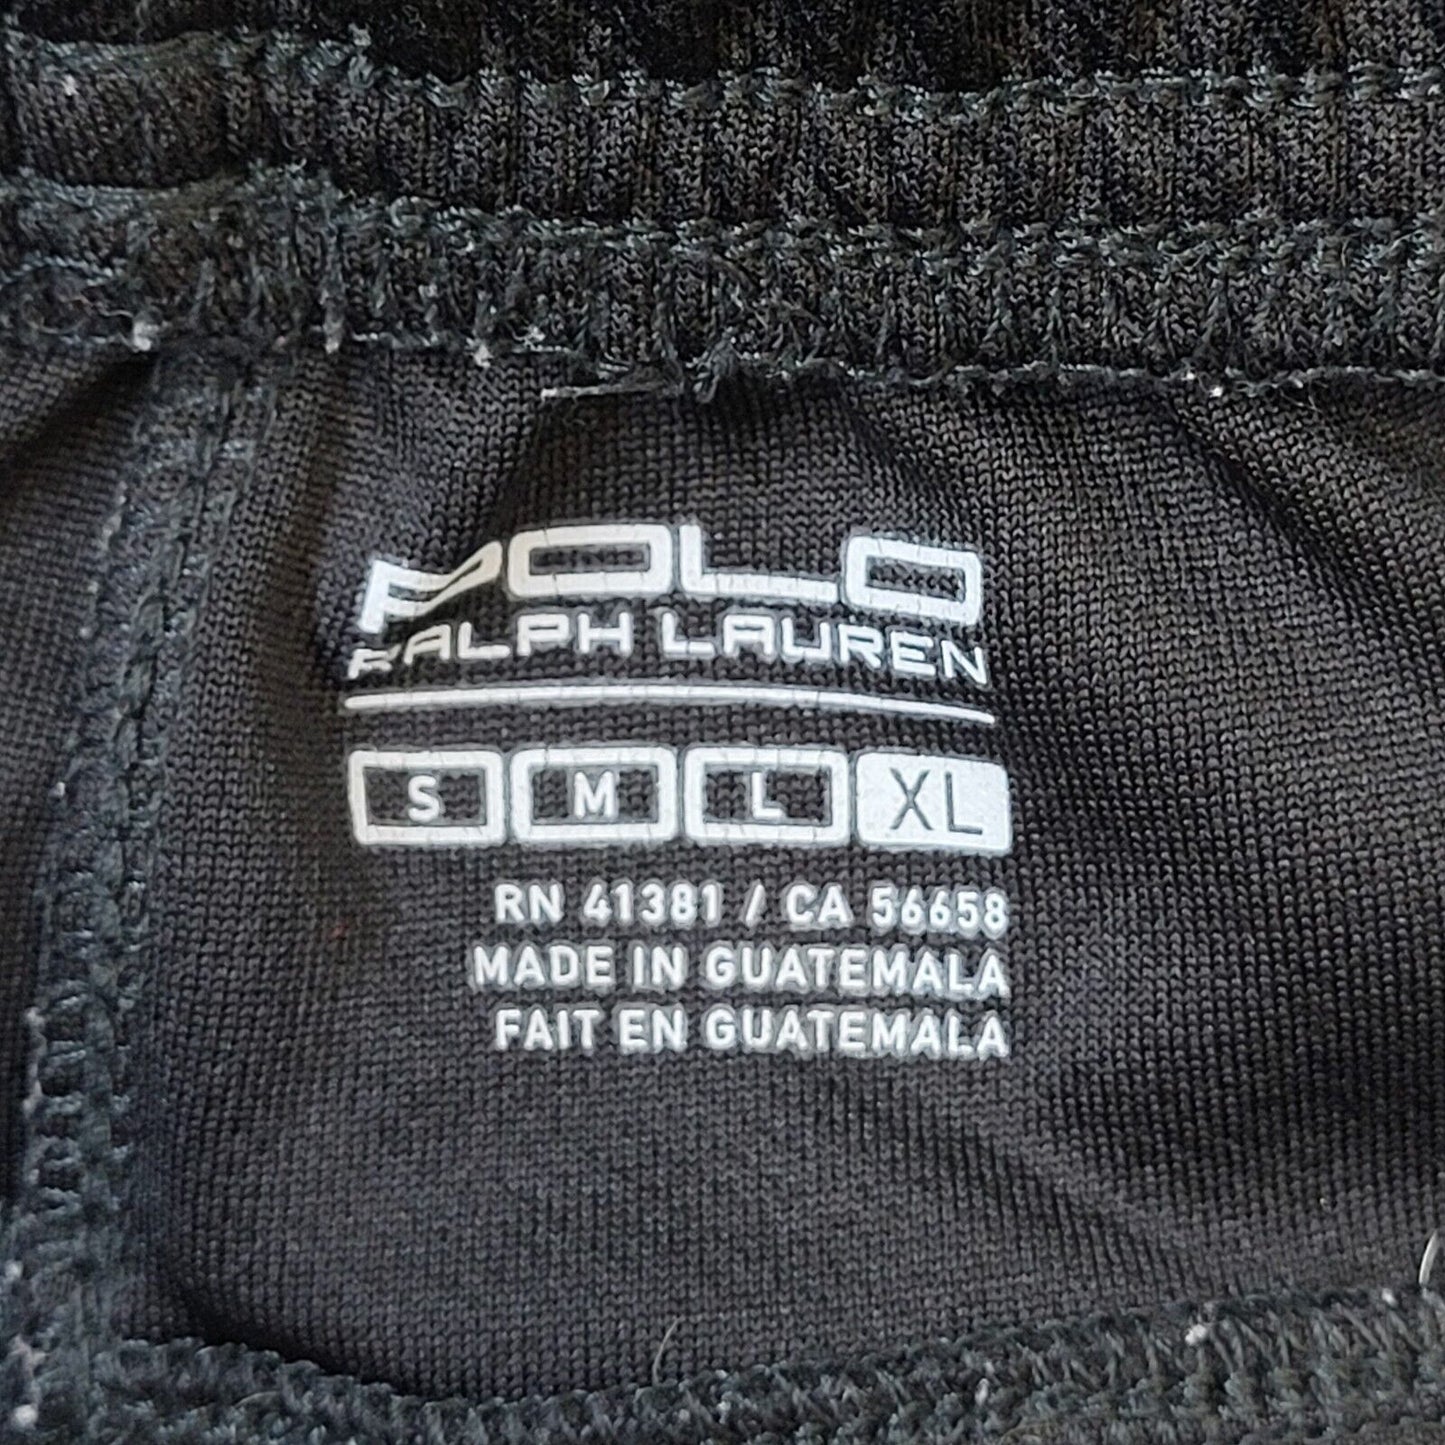 POLO
RALPH LAUREN
S M L XL
RN 41381 / CA 56658
MADE IN GUATEMALA
FAIT EN GUATEMALA